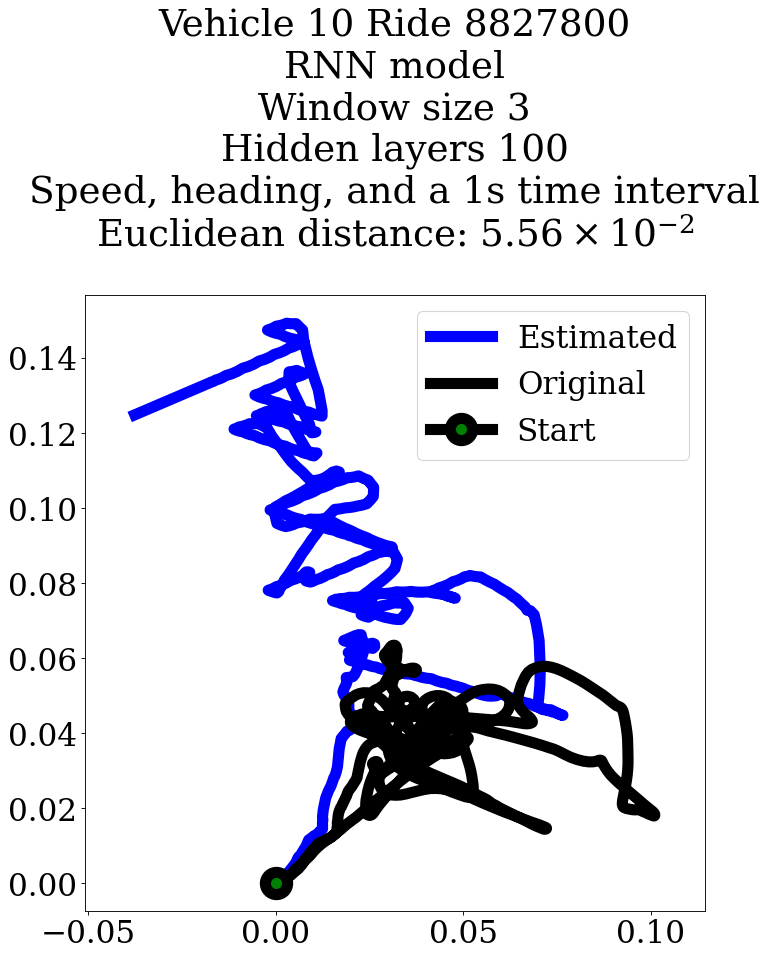 Vehicle 10 Ride 8827800
RNN model
Window size 3
Hidden layers 100
Speed, heading, and a 1s time interval
Euclidean distance: 5.56 × 10⁻²
Estimated
Original
Start
0.14
0.12
0.10
0.08
0.06
0.04
0.02
0.00
−0.05 0.00 0.05 0.10